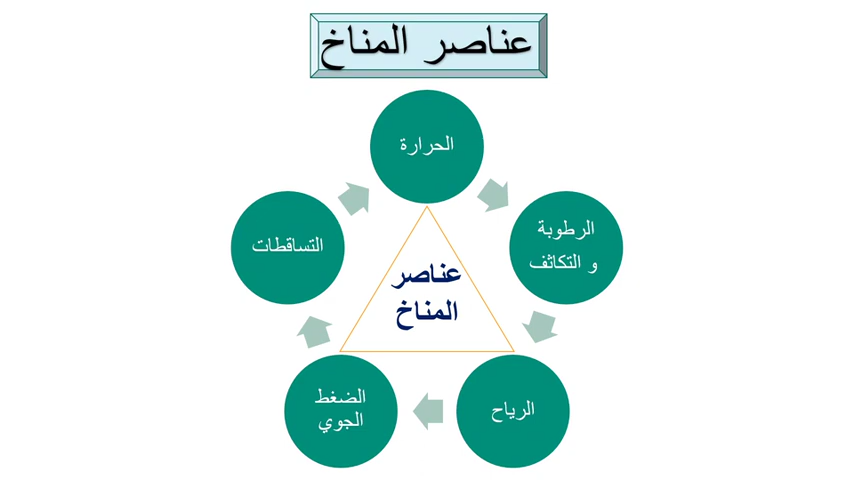 عناصر المناخ
الحرارة
الرطوبة
و التكاثف
الرياح
الضغط
الجوي
التساقطات
عناصر
المناخ